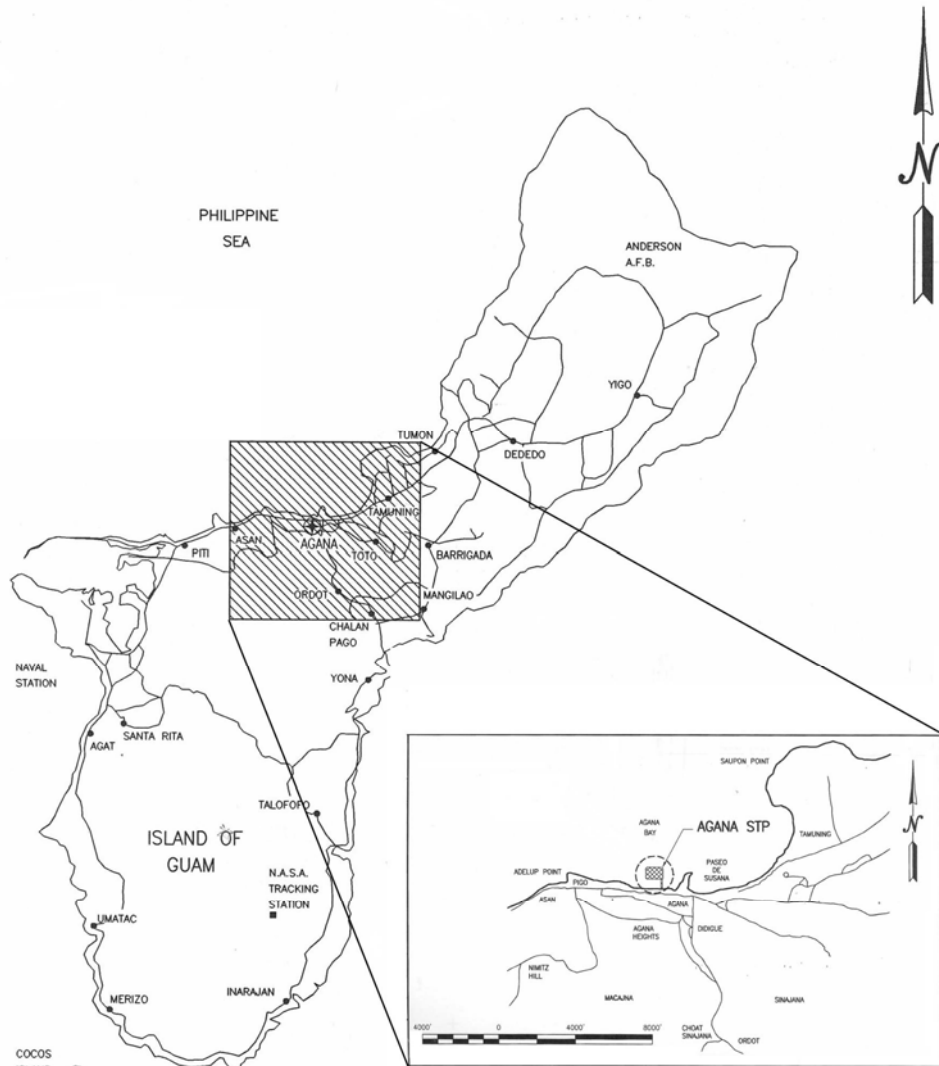 N
PHILIPPINE
SEA
ANDERSON
A.F.B.
YIGO
TUMON
DEDEDO
TAMUNING
ASAN
AGANA
PITI
TOTO
BARRIGADA
ORDOT
MANGILAO
CHALAN
PAGO
NAVAL
STATION
YONA
SANTA RITA
AGAT
TALOFOFO
ISLAND OF
GUAM
N.A.S.A.
TRACKING
STATION
UMATAC
INARAJAN
MERIZO
COCOS
SAUPON POINT
N
AGANA
BAY
AGANA STP
TAMUNING
ADELUP POINT
PASEO
DE
SUSANA
PIGO
ASAN
AGANA
AGANA
HEIGHTS
DIDIGUE
NIMITZ
HILL
MACAJNA
SINAJANA
4000'
0
4000'
8000'
CHOAT
SINAJANA
ORDOT